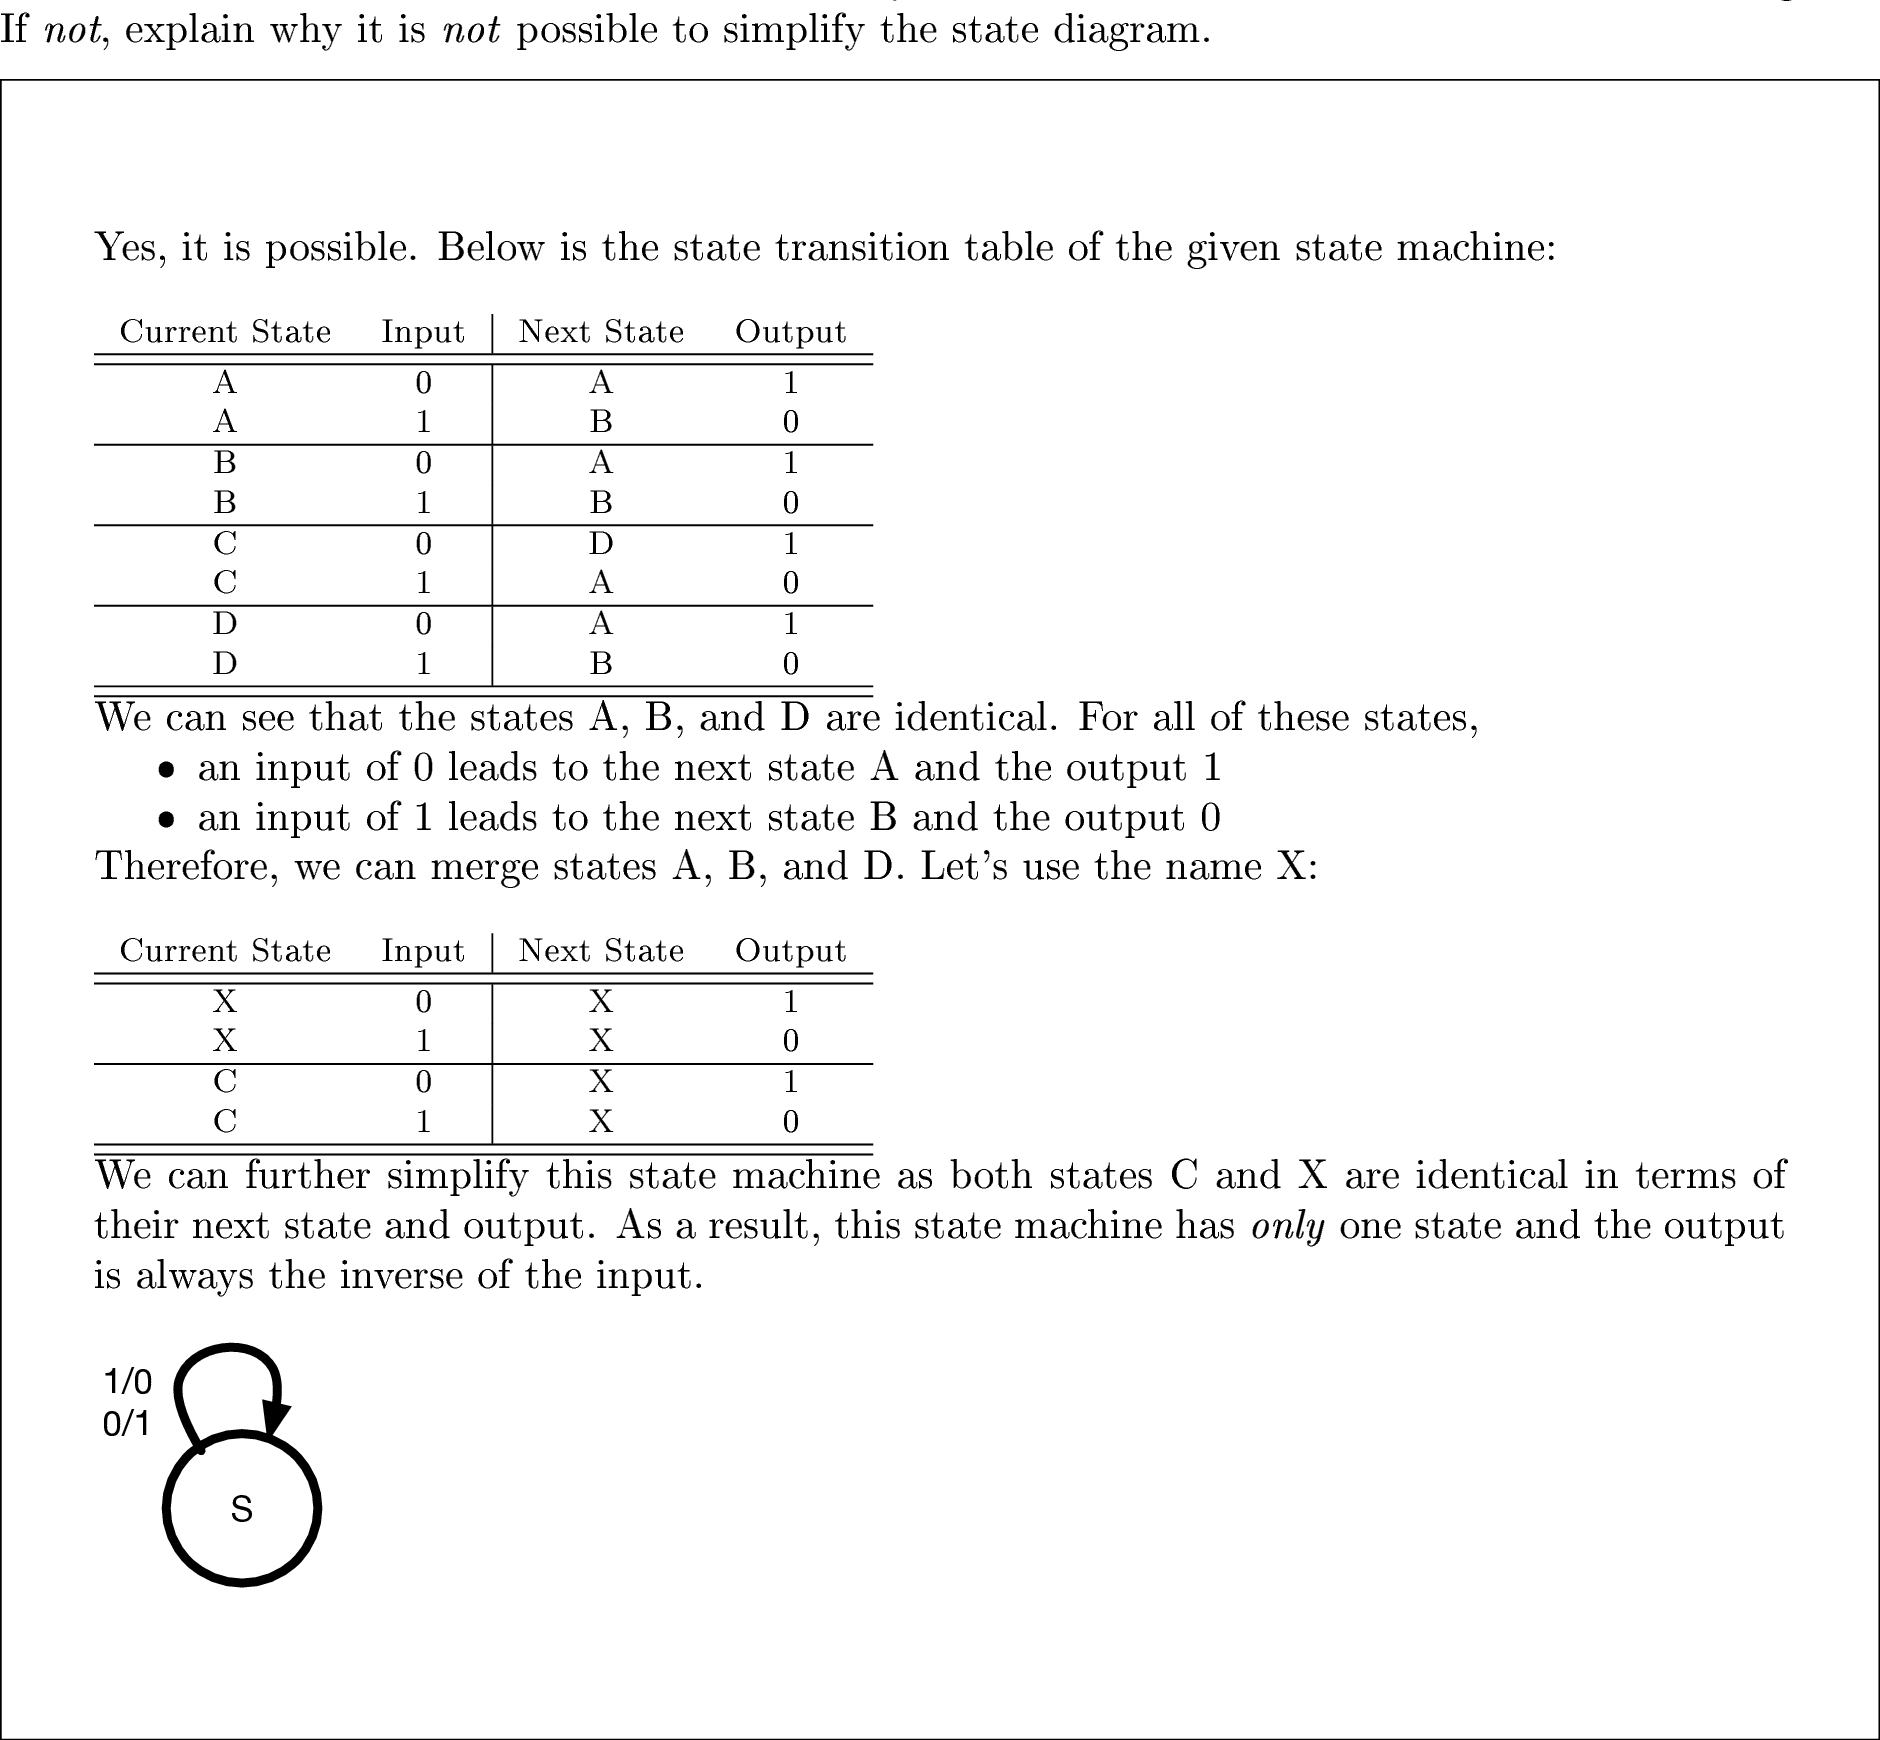 If not, explain why it is not possible to simplify the state diagram.
Yes, it is possible. Below is the state transition table of the given state machine:
Current State Input Next State Output
A 0 A 1
A 1 B 0
B 0 A 1
B 1 B 0
C 0 D 1
C 1 A 0
D 0 A 1
D 1 B 0
We can see that the states A, B, and D are identical. For all of these states,
• an input of 0 leads to the next state A and the output 1
• an input of 1 leads to the next state B and the output 0
Therefore, we can merge states A, B, and D. Let's use the name X:
Current State Input Next State Output
X 0 X 1
X 1 X 0
C 0 X 1
C 1 X 0
We can further simplify this state machine as both states C and X are identical in terms of
their next state and output. As a result, this state machine has only one state and the output
is always the inverse of the input.
1/0
0/1
S